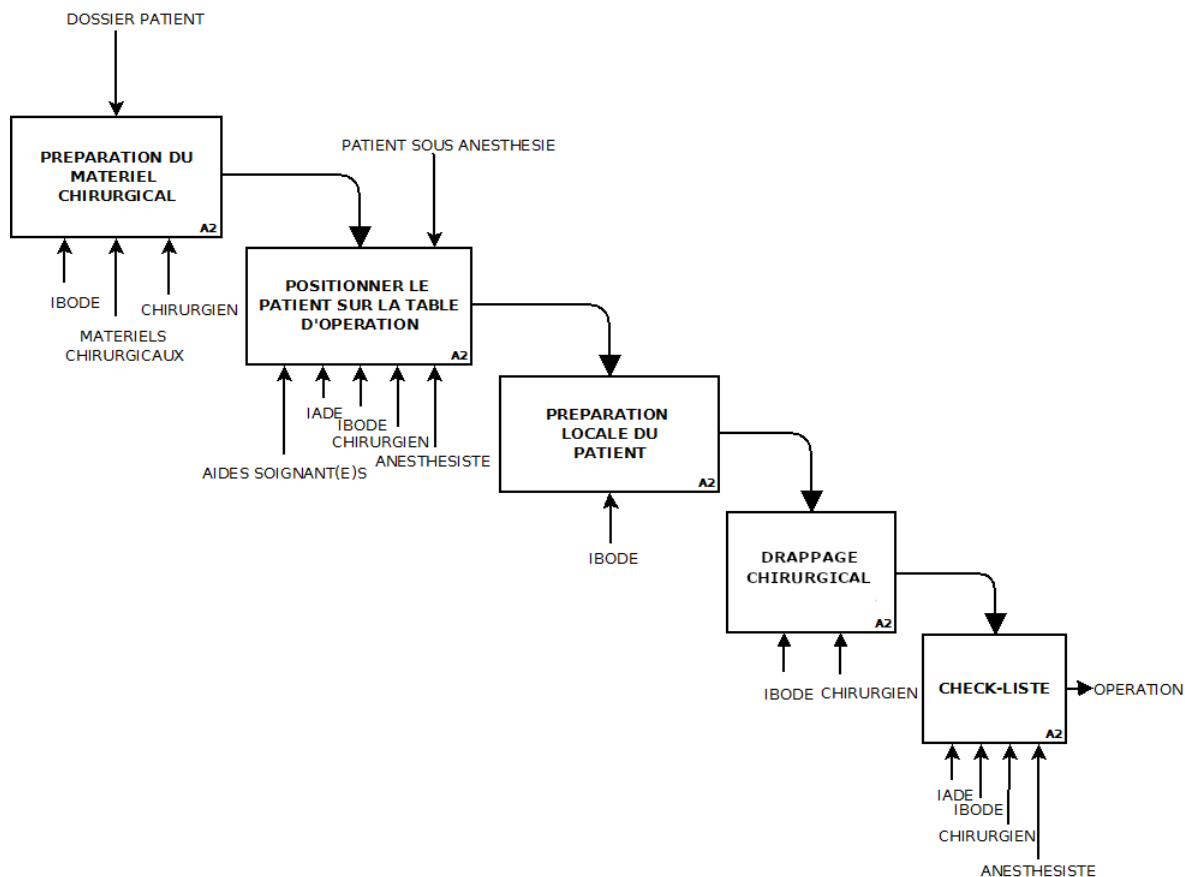 DOSSIER PATIENT
PREPARATION DU
MATERIEL
CHIRURGICAL
A2
IBODE
MATERIELS
CHIRURGICAUX
CHIRURGIEN
PATIENT SOUS ANESTHESIE
POSITIONNER LE
PATIENT SUR LA TABLE
D'OPERATION
A2
AIDES SOIGNANT(E)S
IADE
IBODE
CHIRURGIEN
ANESTHESISTE
PREPARATION
LOCALE DU
PATIENT
A2
IBODE
DRAPPAGE
CHIRURGICAL
A2
IBODE
CHIRURGIEN
CHECK-LISTE
A2
OPERATION
IADE
IBODE
CHIRURGIEN
ANESTHESISTE